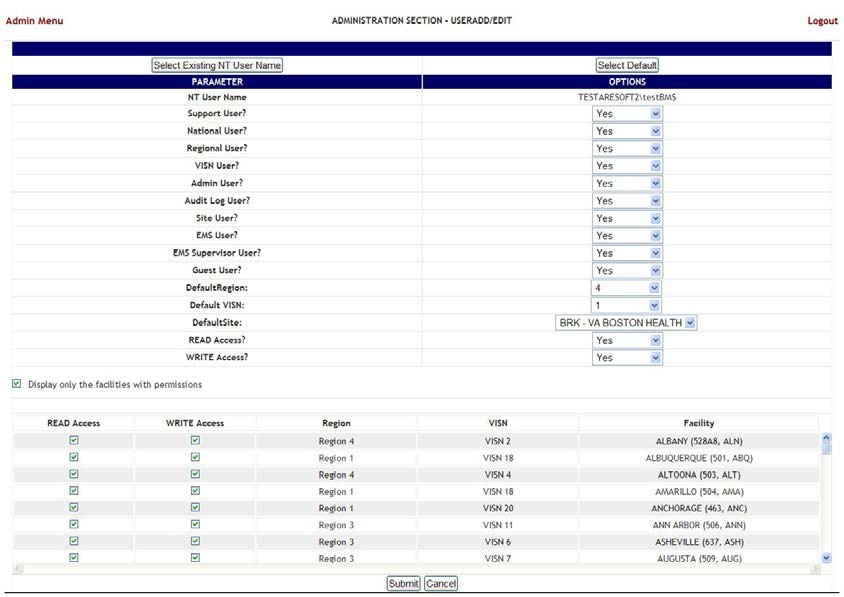 Admin Menu ADMINISTRATION SECTION - USERADD/EDIT Logout
Select Existing NT User Name Select Default
PARAMETER OPTIONS
NT User Name TESTARESOFT2\testBMS
Support User? Yes
National User? Yes
Regional User? Yes
VISN User? Yes
Admin User? Yes
Audit Log User? Yes
Site User? Yes
EMS User? Yes
EMS Supervisor User? Yes
Guest User? Yes
DefaultRegion: 4
Default VISN: 1
DefaultSite: BRK - VA BOSTON HEALTH
READ Access? Yes
WRITE Access? Yes
Display only the facilities with permissions
READ Access WRITE Access Region VISN Facility
Region 4 VISN 2 ALBANY (528A8, ALN)
Region 1 VISN 18 ALBUQUERQUE (501, ABQ)
Region 4 VISN 4 ALTOONA (503, ALT)
Region 1 VISN 18 AMARILLO (504, AMA)
Region 1 VISN 20 ANCHORAGE (463, ANC)
Region 3 VISN 11 ANN ARBOR (506, ANN)
Region 3 VISN 6 ASHEVILLE (637, ASH)
Region 3 VISN 7 AUGUSTA (509, AUG)
Submit Cancel